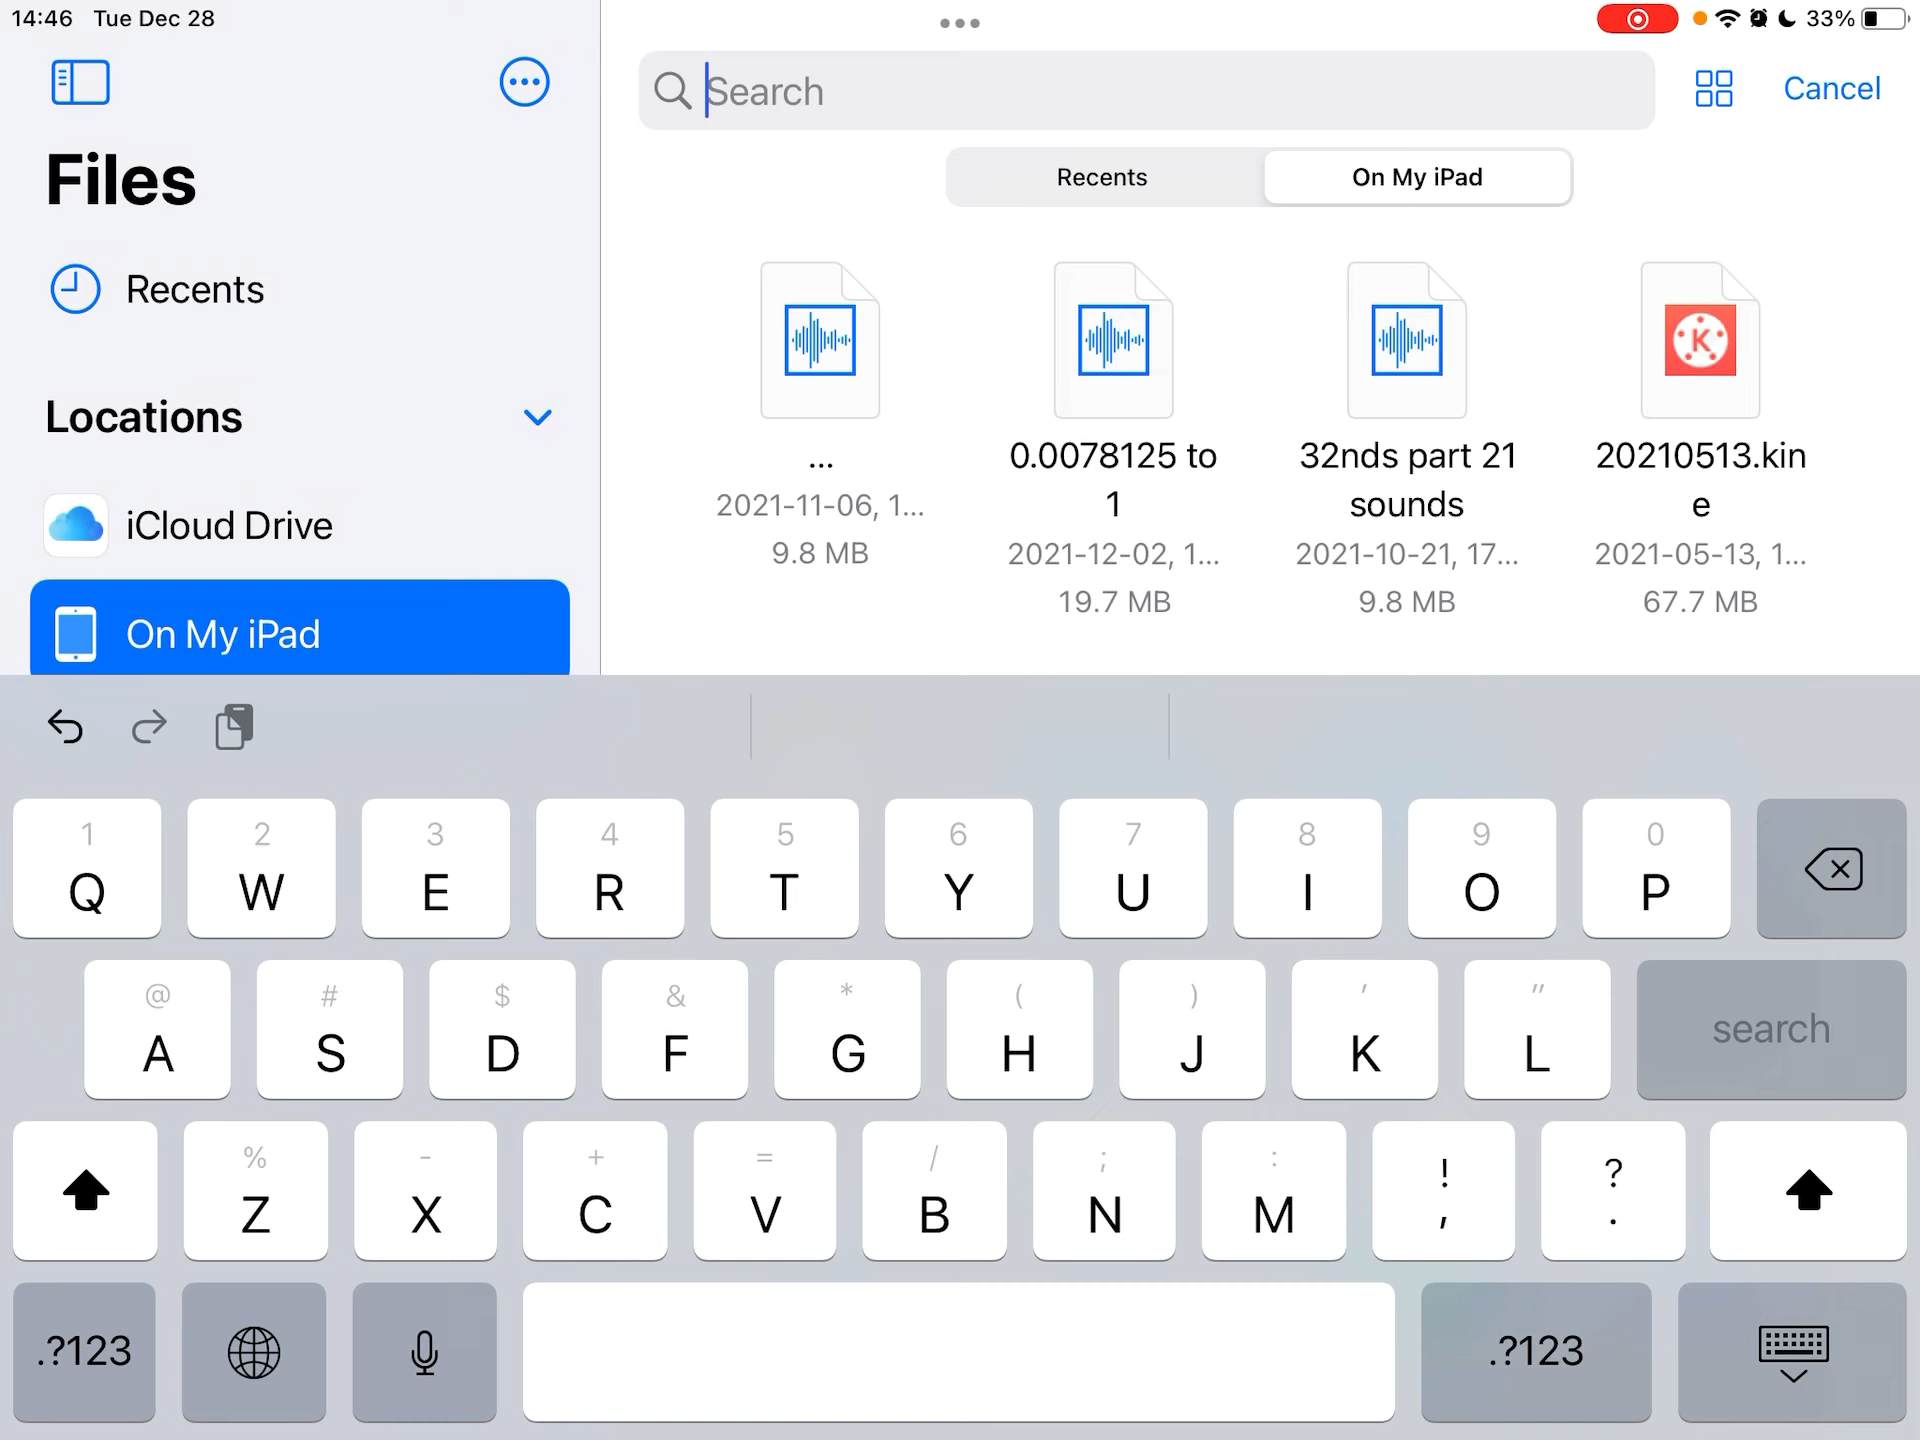 14:46 Tue Dec 28
33%
Files
Recents
Locations
iCloud Drive
On My iPad
Search
Cancel
Recents
On My iPad
...
2021-11-06, 1...
9.8 MB
0.0078125 to
1
2021-12-02, 1...
19.7 MB
32nds part 21
sounds
2021-10-21, 17...
9.8 MB
K
20210513.kin
e
2021-05-13, 1...
67.7 MB
1 2 3 4 5 6 7 8 9 0
Q W E R T Y U I O P
@ # $ & * ( ) ' "
A S D F G H J K L search
% - + = / ; : ! ?
Z X C V B N M , .
.?123 .?123